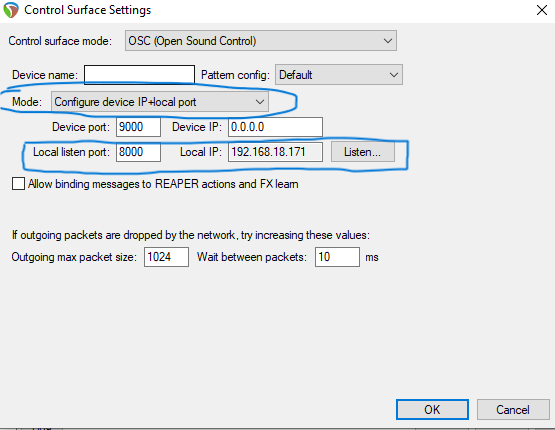 Control Surface Settings
Control surface mode: OSC (Open Sound Control)
Device name: Pattern config: Default
Mode: Configure device IP+local port
Device port: 9000 Device IP: 0.0.0.0
Local listen port: 8000 Local IP: 192.168.18.171 Listen...
Allow binding messages to REAPER actions and FX learn
If outgoing packets are dropped by the network, try increasing these values:
Outgoing max packet size: 1024 Wait between packets: 10 ms
OK Cancel